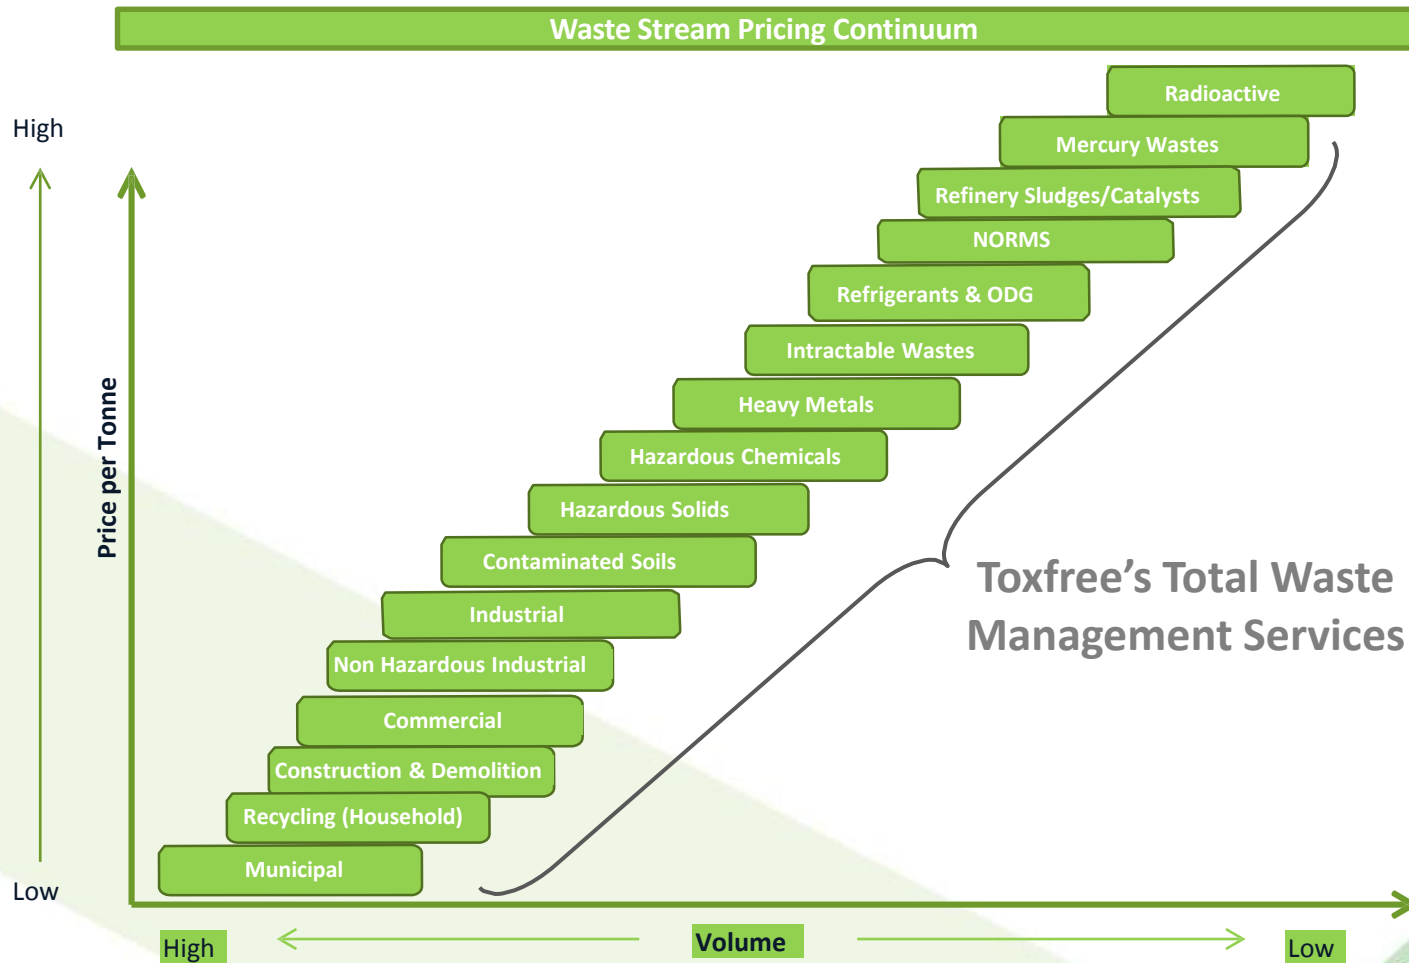 Waste Stream Pricing Continuum
Radioactive
High
Mercury Wastes
Refinery Sludges/Catalysts
NORMS
Refrigerants & ODG
Intractable Wastes
Heavy Metals
Price per Tonne
Hazardous Chemicals
Hazardous Solids
Contaminated Soils
Toxfree’s Total Waste
Management Services
Industrial
Non Hazardous Industrial
Commercial
Construction & Demolition
Recycling (Household)
Municipal
Low
High
Volume
Low